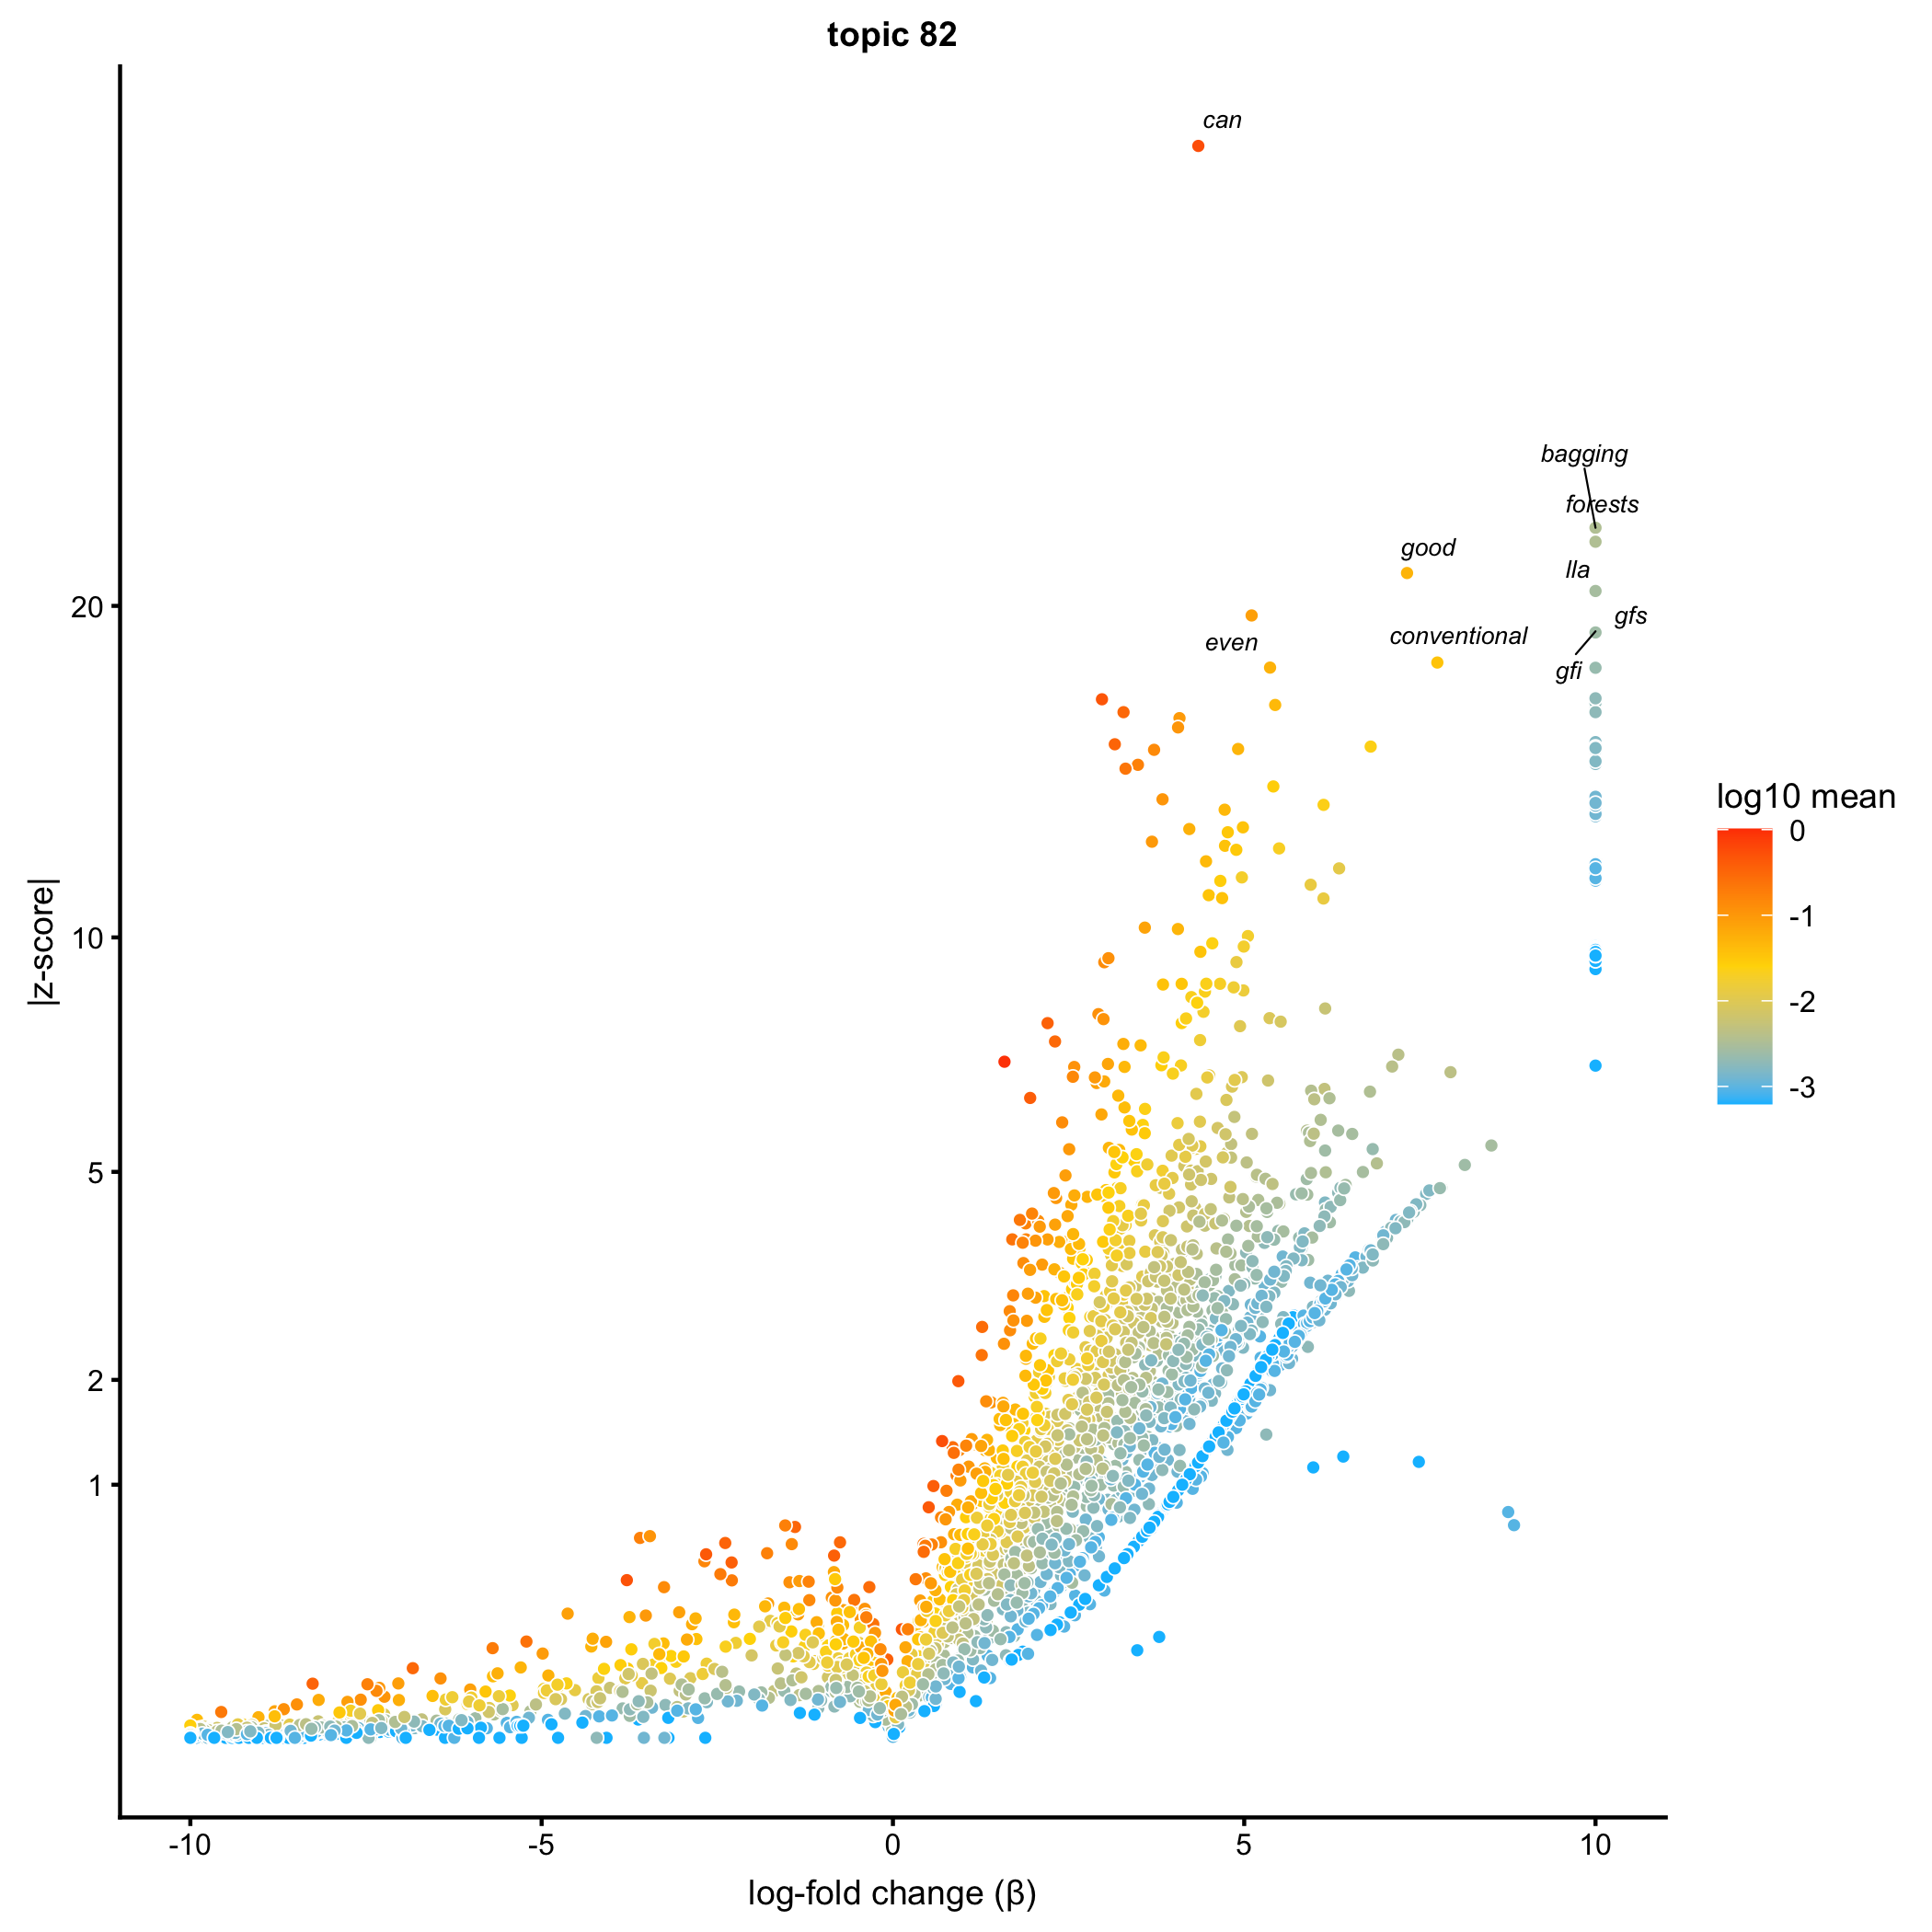 topic 82
can
bagging
forests
good
lla
gfs
even
conventional
gfi
|z-score|
20
10
5
2
1
-10
-5
0
5
10
log-fold change (β)
log10 mean
0
-1
-2
-3